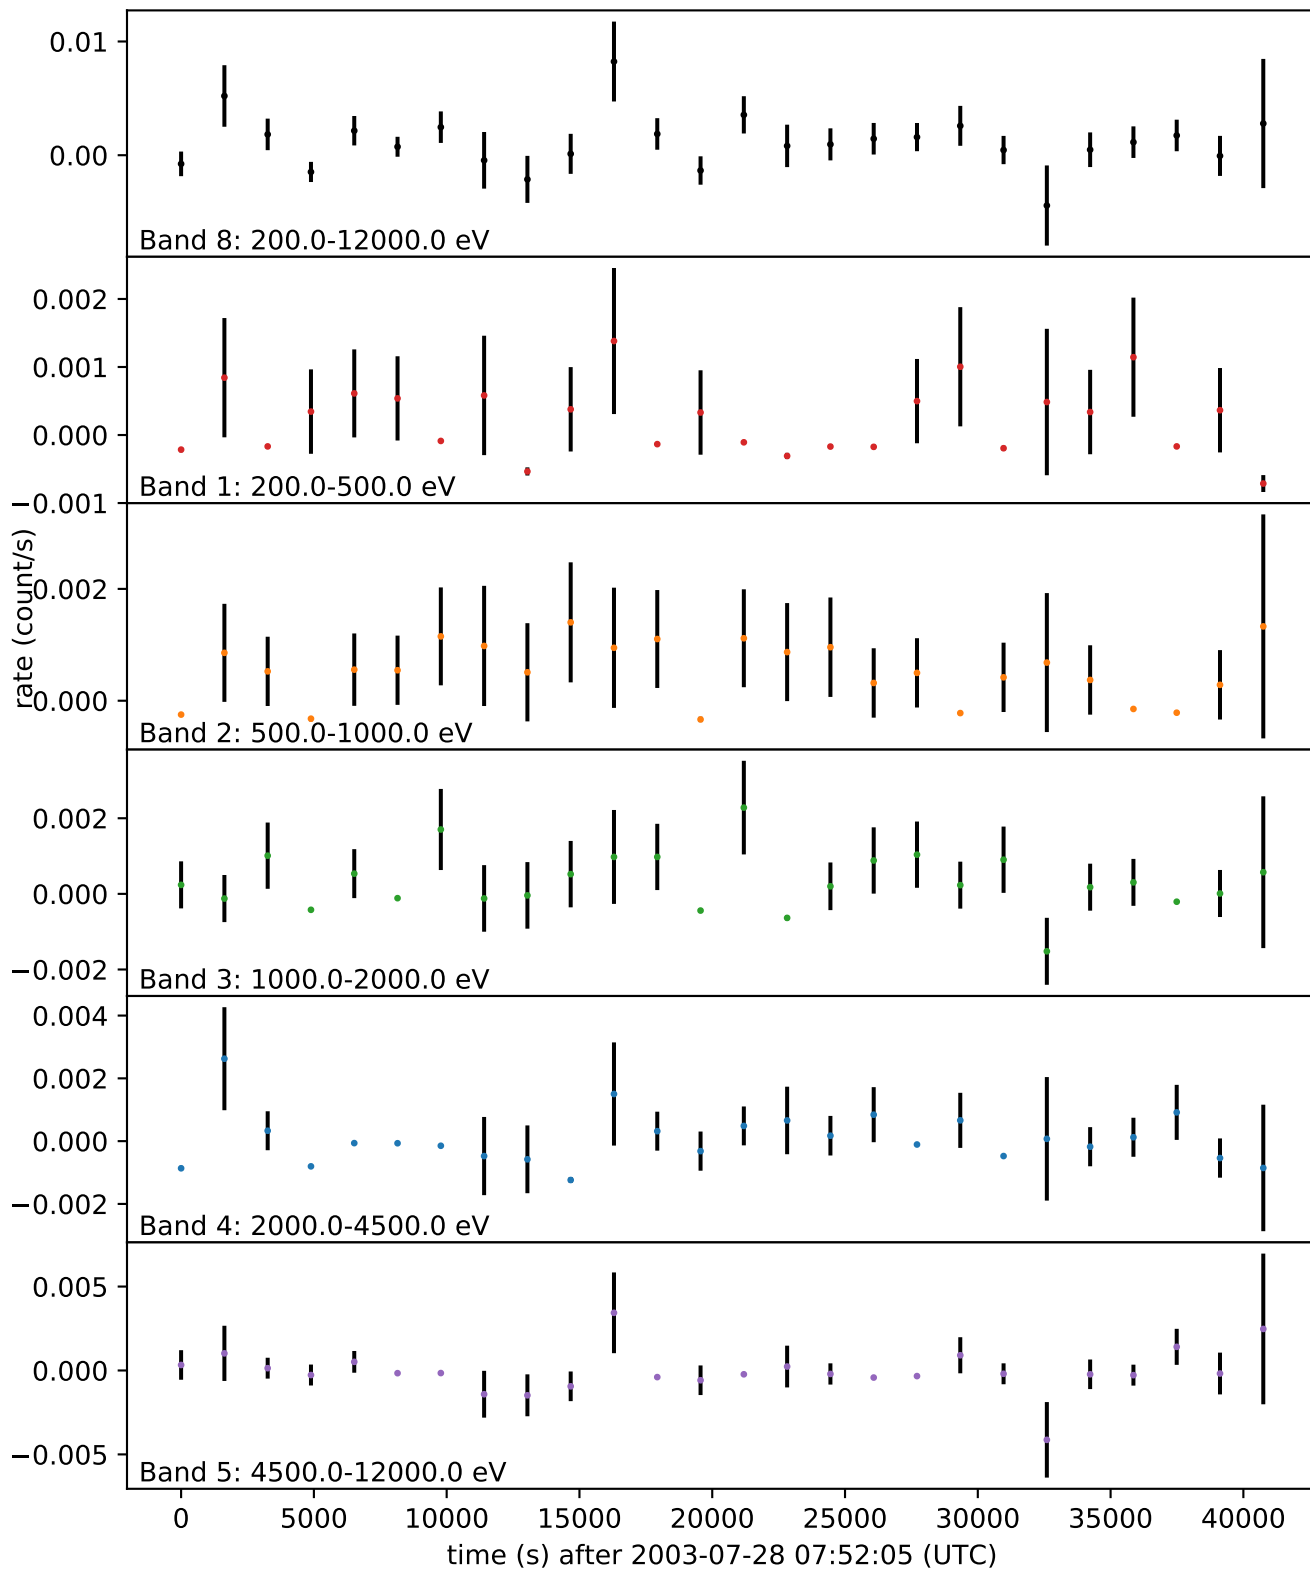 0.01
0.00
Band 8: 200.0-12000.0 eV
0.002
0.001
0.000
−0.001
Band 1: 200.0-500.0 eV
rate (count/s)
0.002
0.000
Band 2: 500.0-1000.0 eV
0.002
0.000
−0.002
Band 3: 1000.0-2000.0 eV
0.004
0.002
0.000
−0.002
Band 4: 2000.0-4500.0 eV
0.005
0.000
−0.005
Band 5: 4500.0-12000.0 eV
0 5000 10000 15000 20000 25000 30000 35000 40000
time (s) after 2003-07-28 07:52:05 (UTC)